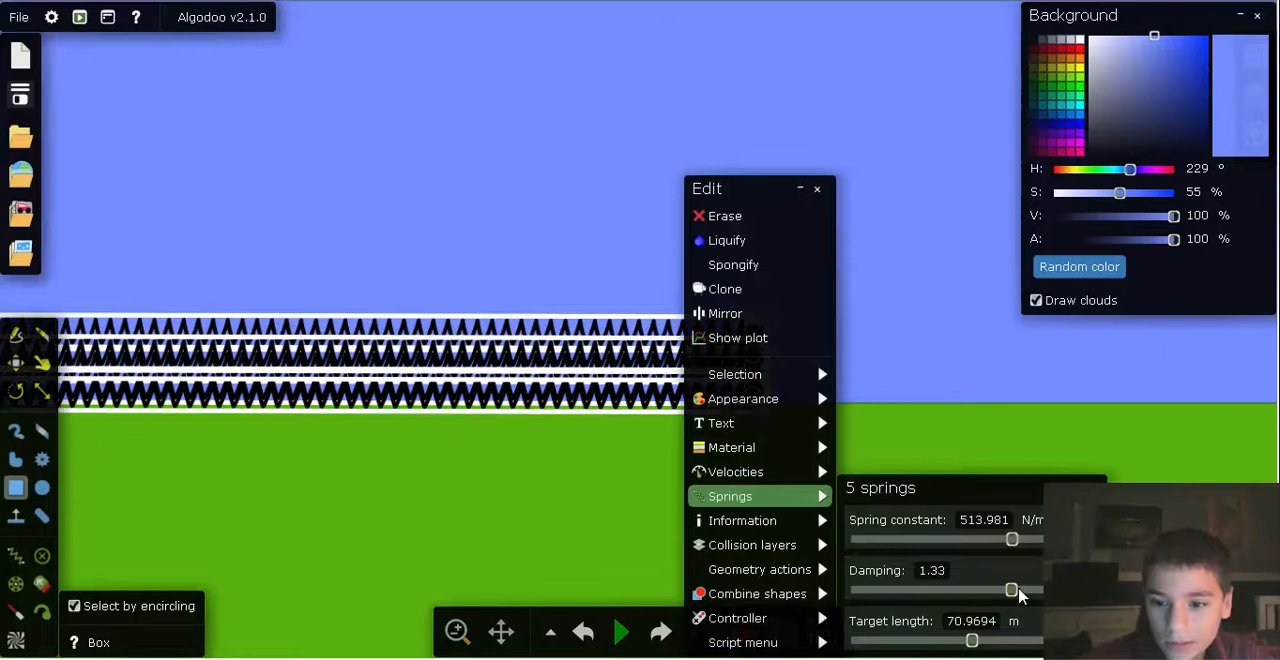 File
Algodoo v2.1.0
Background
H: 229 °
S: 55 %
V: 100 %
A: 100 %
Random color
Draw clouds
Edit
Erase
Liquify
Spongify
Clone
Mirror
Show plot
Selection
Appearance
Text
Material
Velocities
Springs
Information
Collision layers
Geometry actions
Combine shapes
Controller
Script menu
5 springs
Spring constant: 513.981 N/m
Damping: 1.33
Target length: 70.9694 m
Select by encircling
? Box